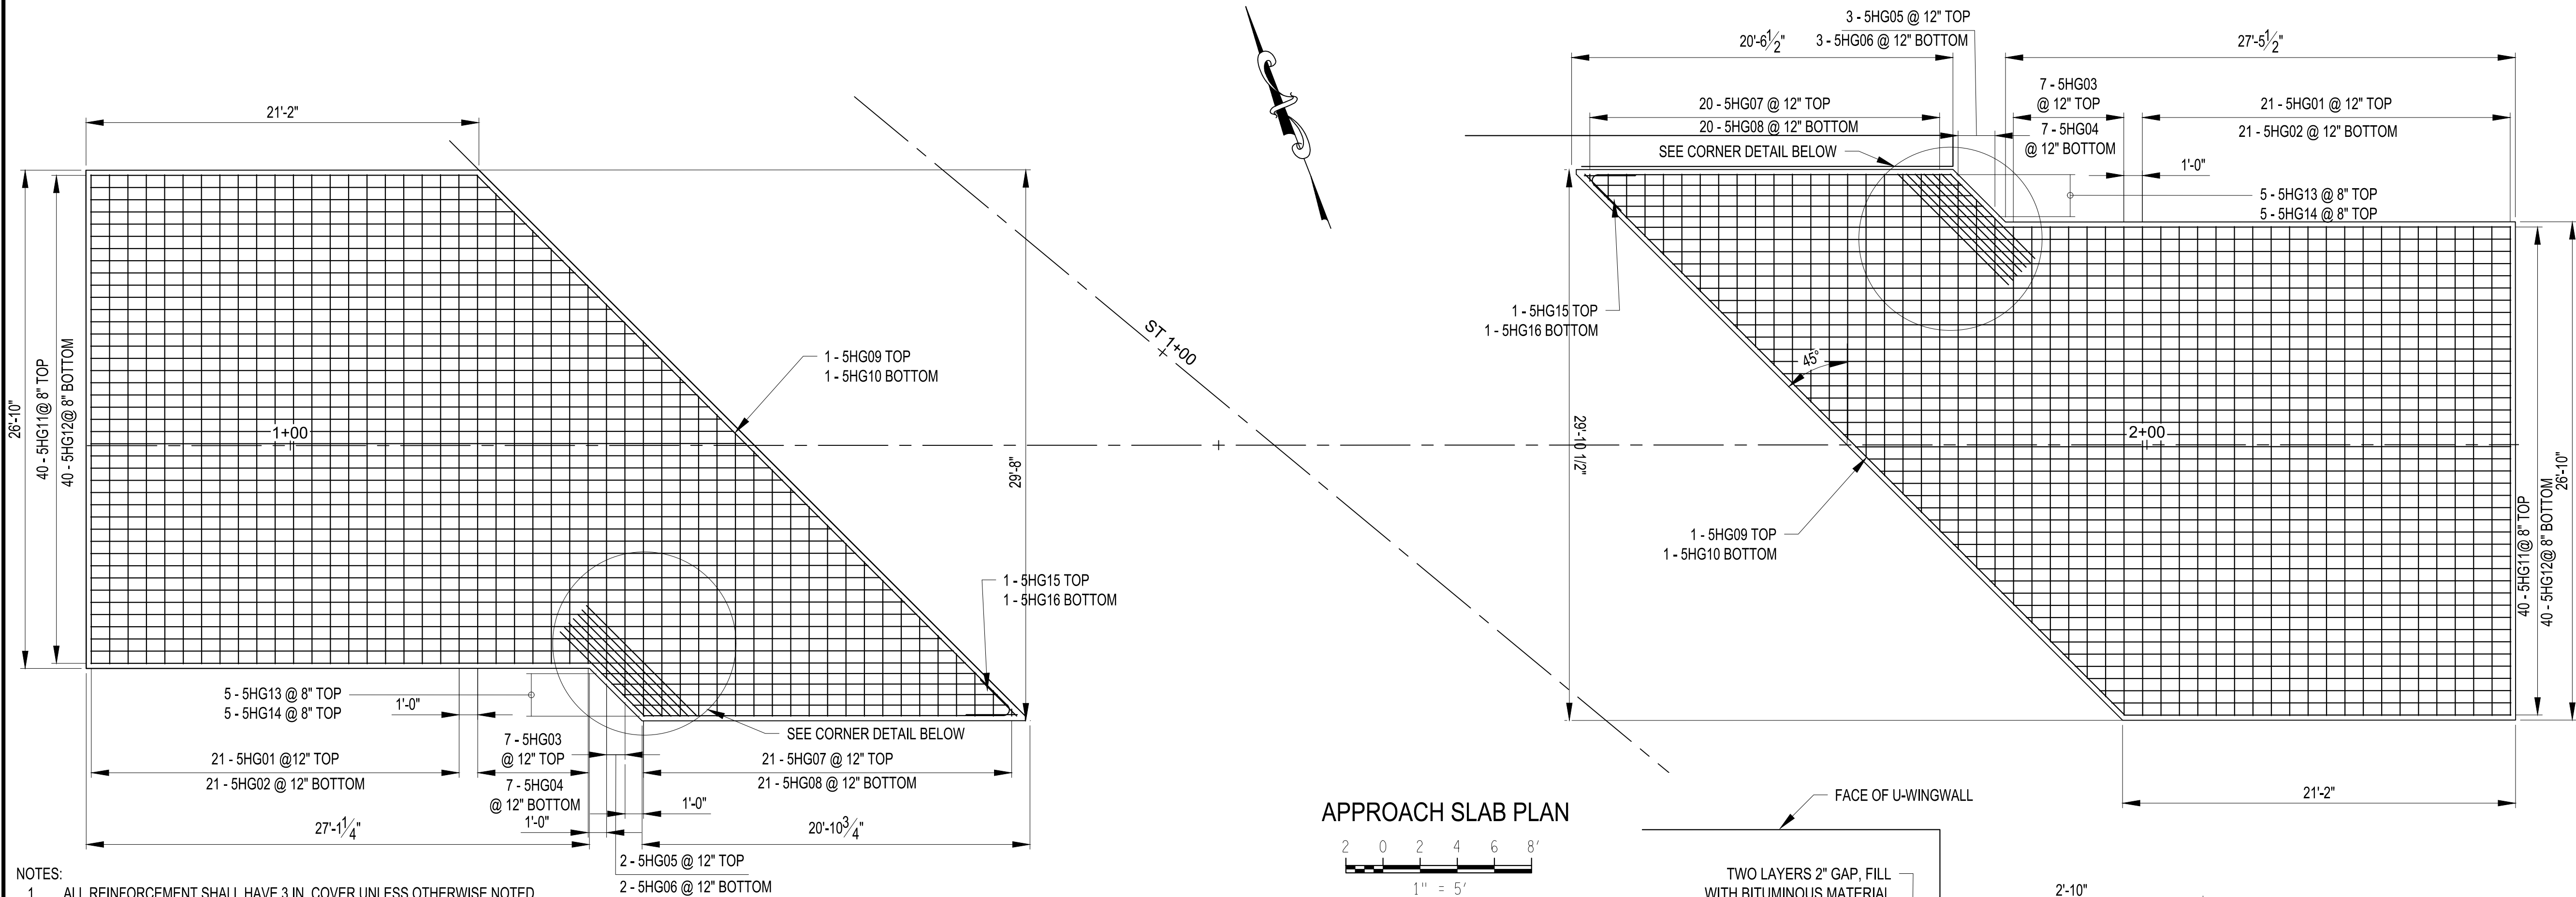 21'-2"
26'-10"
40 - 5HG11@ 8" TOP
40 - 5HG12@ 8" BOTTOM
1+00
1 - 5HG09 TOP
1 - 5HG10 BOTTOM
29'-8"
1 - 5HG15 TOP
1 - 5HG16 BOTTOM
5 - 5HG13 @ 8" TOP
5 - 5HG14 @ 8" TOP
1'-0"
SEE CORNER DETAIL BELOW
7 - 5HG03
@ 12" TOP
7 - 5HG04
@ 12" BOTTOM
21 - 5HG01 @12" TOP
21 - 5HG02 @ 12" BOTTOM
21 - 5HG07 @ 12" TOP
21 - 5HG08 @ 12" BOTTOM
1'-0"
1'-0"
27'-1 1/4"
20'-10 3/4"
2 - 5HG05 @ 12" TOP
2 - 5HG06 @ 12" BOTTOM
NOTES:
1. ALL REINFORCEMENT SHALL HAVE 3 IN. COVER UNLESS OTHERWISE NOTED
ST 1+00
APPROACH SLAB PLAN
2 0 2 4 6 8'
1" = 5'
3 - 5HG05 @ 12" TOP
3 - 5HG06 @ 12" BOTTOM
20'-6 1/2"
27'-5 1/2"
20 - 5HG07 @ 12" TOP
20 - 5HG08 @ 12" BOTTOM
7 - 5HG03
@ 12" TOP
7 - 5HG04
@ 12" BOTTOM
21 - 5HG01 @ 12" TOP
21 - 5HG02 @ 12" BOTTOM
SEE CORNER DETAIL BELOW
1'-0"
5 - 5HG13 @ 8" TOP
5 - 5HG14 @ 8" TOP
1 - 5HG15 TOP
1 - 5HG16 BOTTOM
45°
29'-10 1/2"
2+00
1 - 5HG09 TOP
1 - 5HG10 BOTTOM
40 - 5HG11@ 8" TOP
40 - 5HG12@ 8" BOTTOM
26'-10"
21'-2"
FACE OF U-WINGWALL
TWO LAYERS 2" GAP, FILL
WITH BITUMINOUS MATERIAL
2'-10"